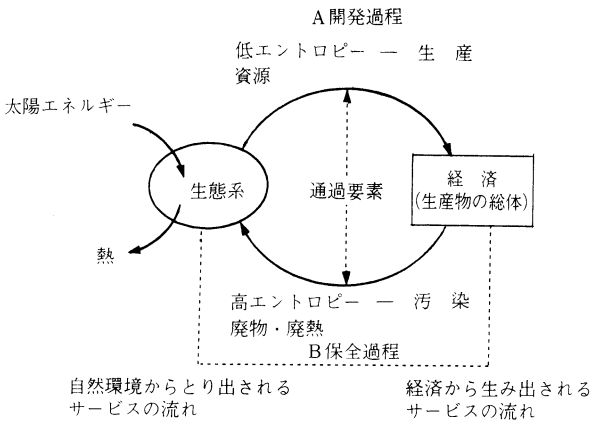 A開発過程
低エントロピー ― 生 産
資源
太陽エネルギー
生態系
通過要素
経 済
(生産物の総体)
熱
高エントロピー ― 汚 染
廃物・廃熱
B保全過程
自然環境からとり出される
サービスの流れ
経済から生み出される
サービスの流れ